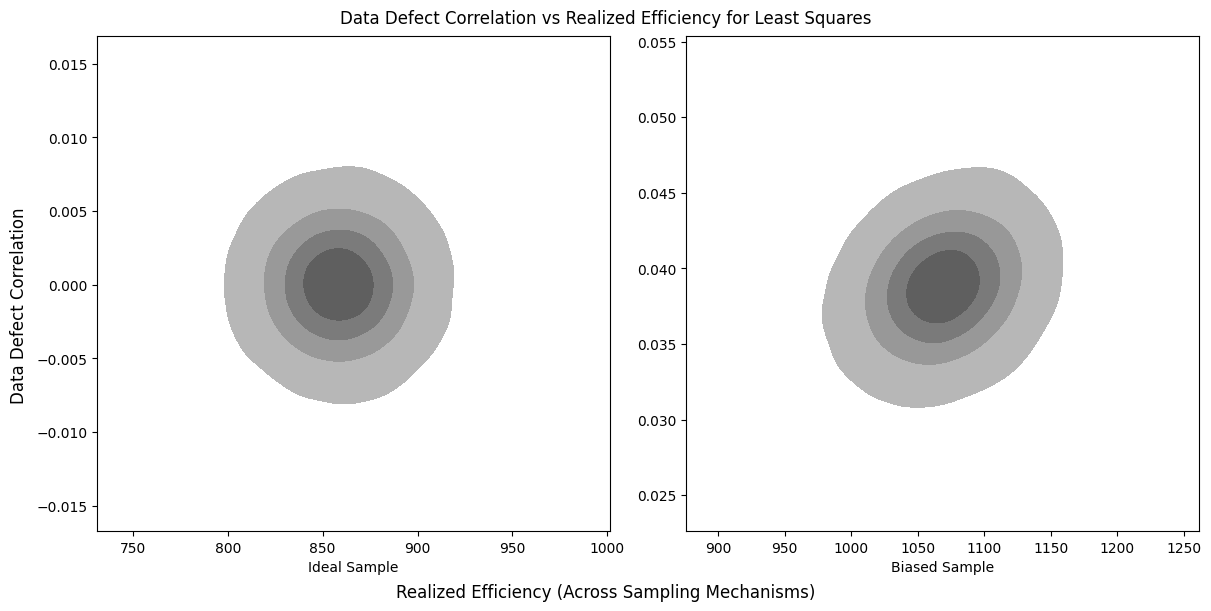 Data Defect Correlation vs Realized Efficiency for Least Squares
Data Defect Correlation
0.015
0.010
0.005
0.000
−0.005
−0.010
−0.015
750 800 850 900 950 1000
Ideal Sample
0.055
0.050
0.045
0.040
0.035
0.030
0.025
900 950 1000 1050 1100 1150 1200 1250
Biased Sample
Realized Efficiency (Across Sampling Mechanisms)